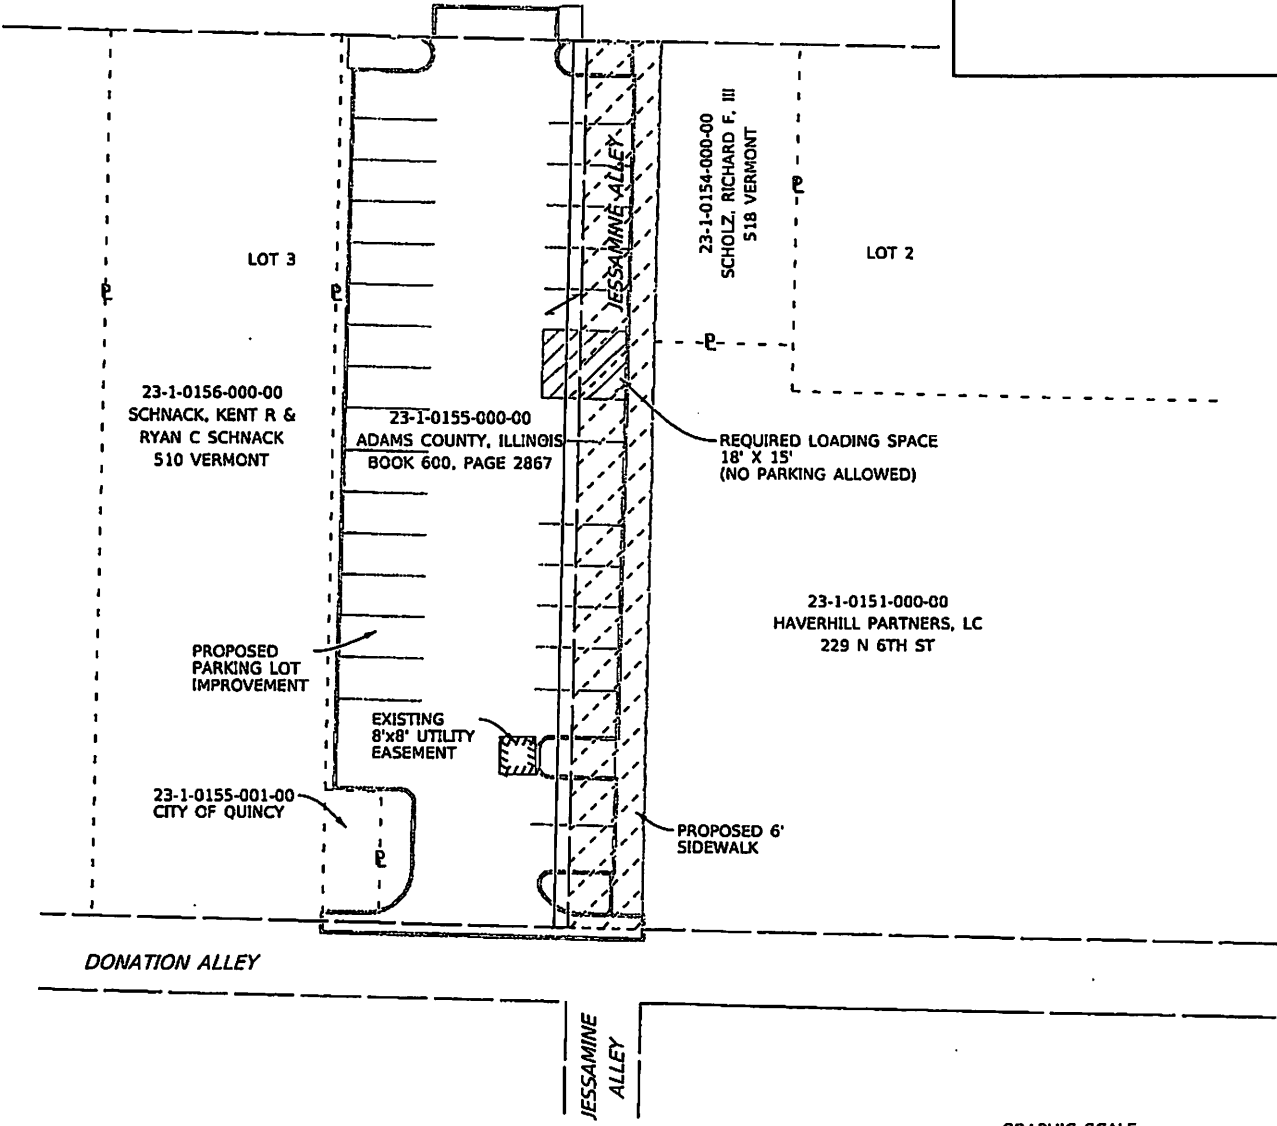 23-1-0154-000-00
SCHOLZ, RICHARD F, III
518 VERMONT
JESSAMINE ALLEY
LOT 3
LOT 2
23-1-0156-000-00
SCHNACK, KENT R &
RYAN C SCHNACK
510 VERMONT
23-1-0155-000-00
ADAMS COUNTY, ILLINOIS
BOOK 600, PAGE 2867
REQUIRED LOADING SPACE
18' X 15'
(NO PARKING ALLOWED)
23-1-0151-000-00
HAVERHILL PARTNERS, LC
229 N 6TH ST
PROPOSED
PARKING LOT
IMPROVEMENT
EXISTING
8'x8' UTILITY
EASEMENT
23-1-0155-001-00
CITY OF QUINCY
PROPOSED 6'
SIDEWALK
DONATION ALLEY
JESSAMINE
ALLEY